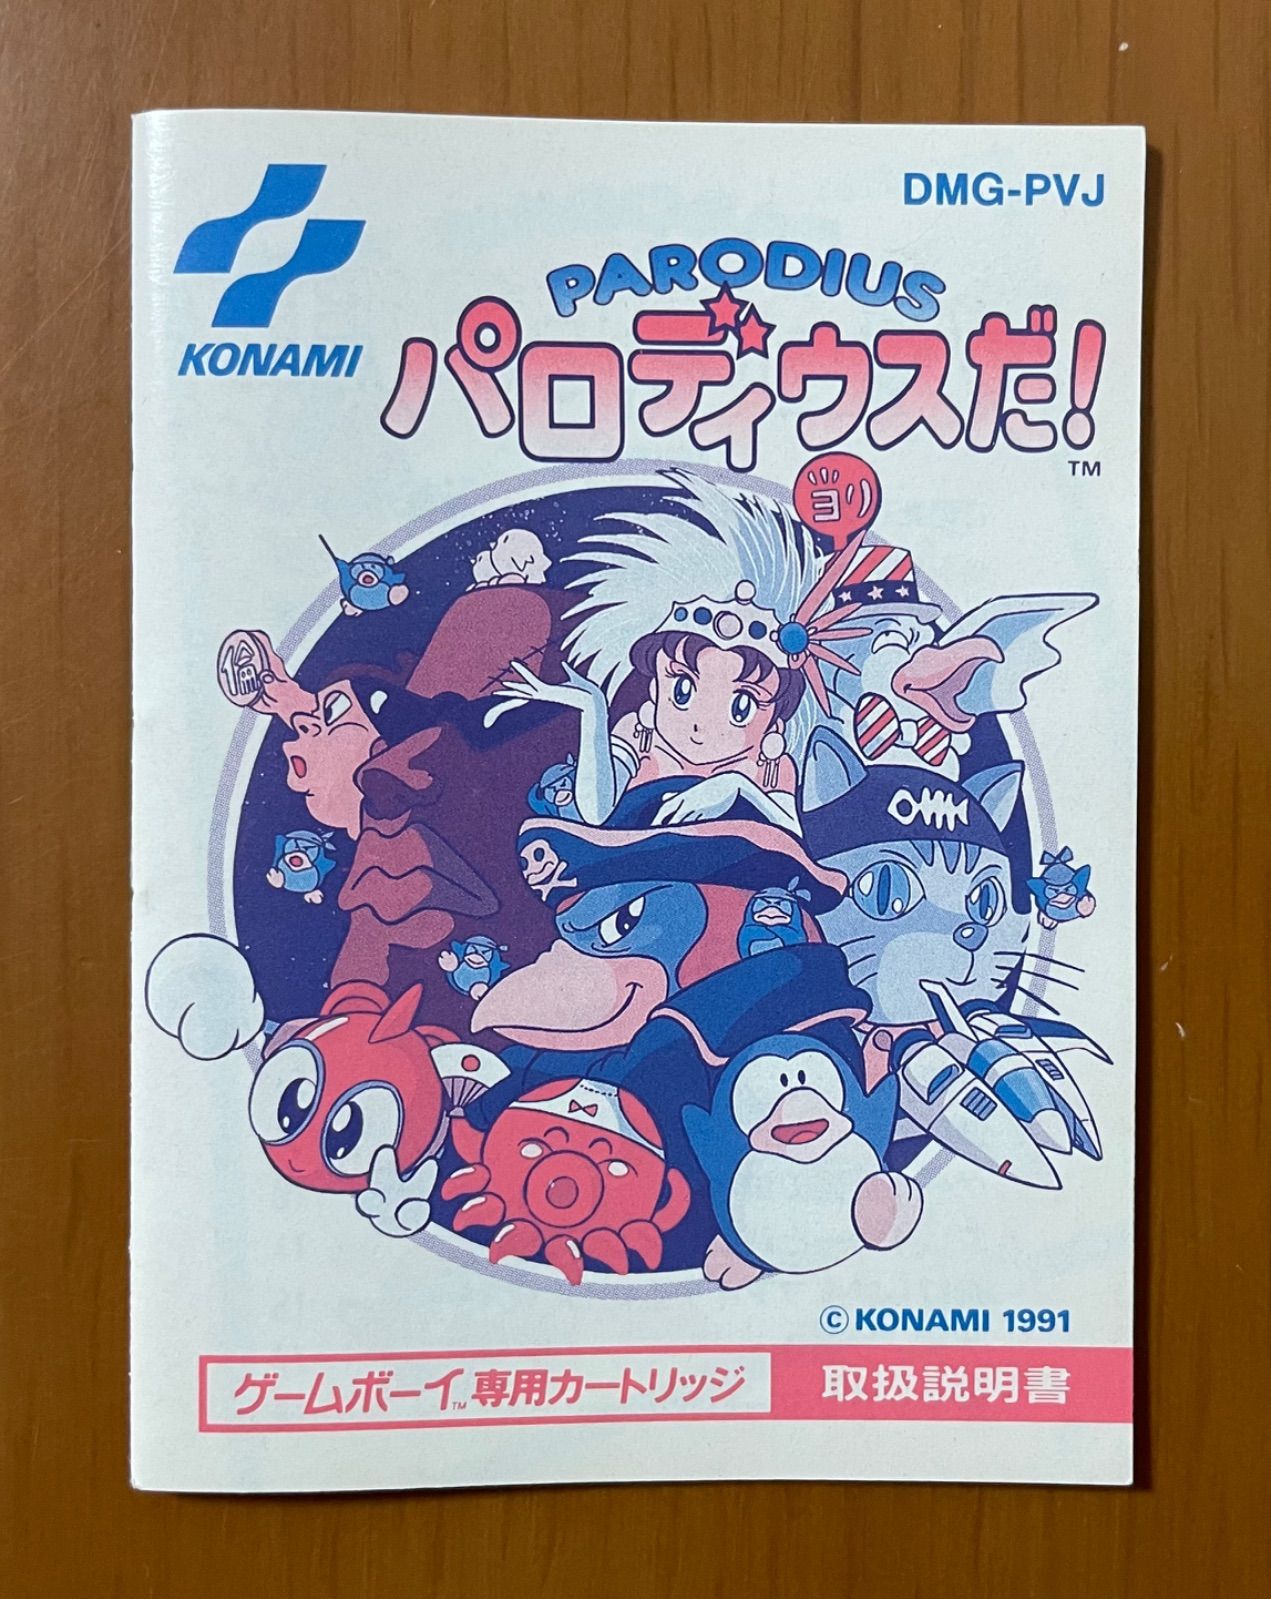 DMG-PVJ
KONAMI
PARODIUS
パロディウスだ!
TM
ヨリ
倫
© KONAMI 1991
ゲームボーイ™専用カートリッジ
取扱説明書